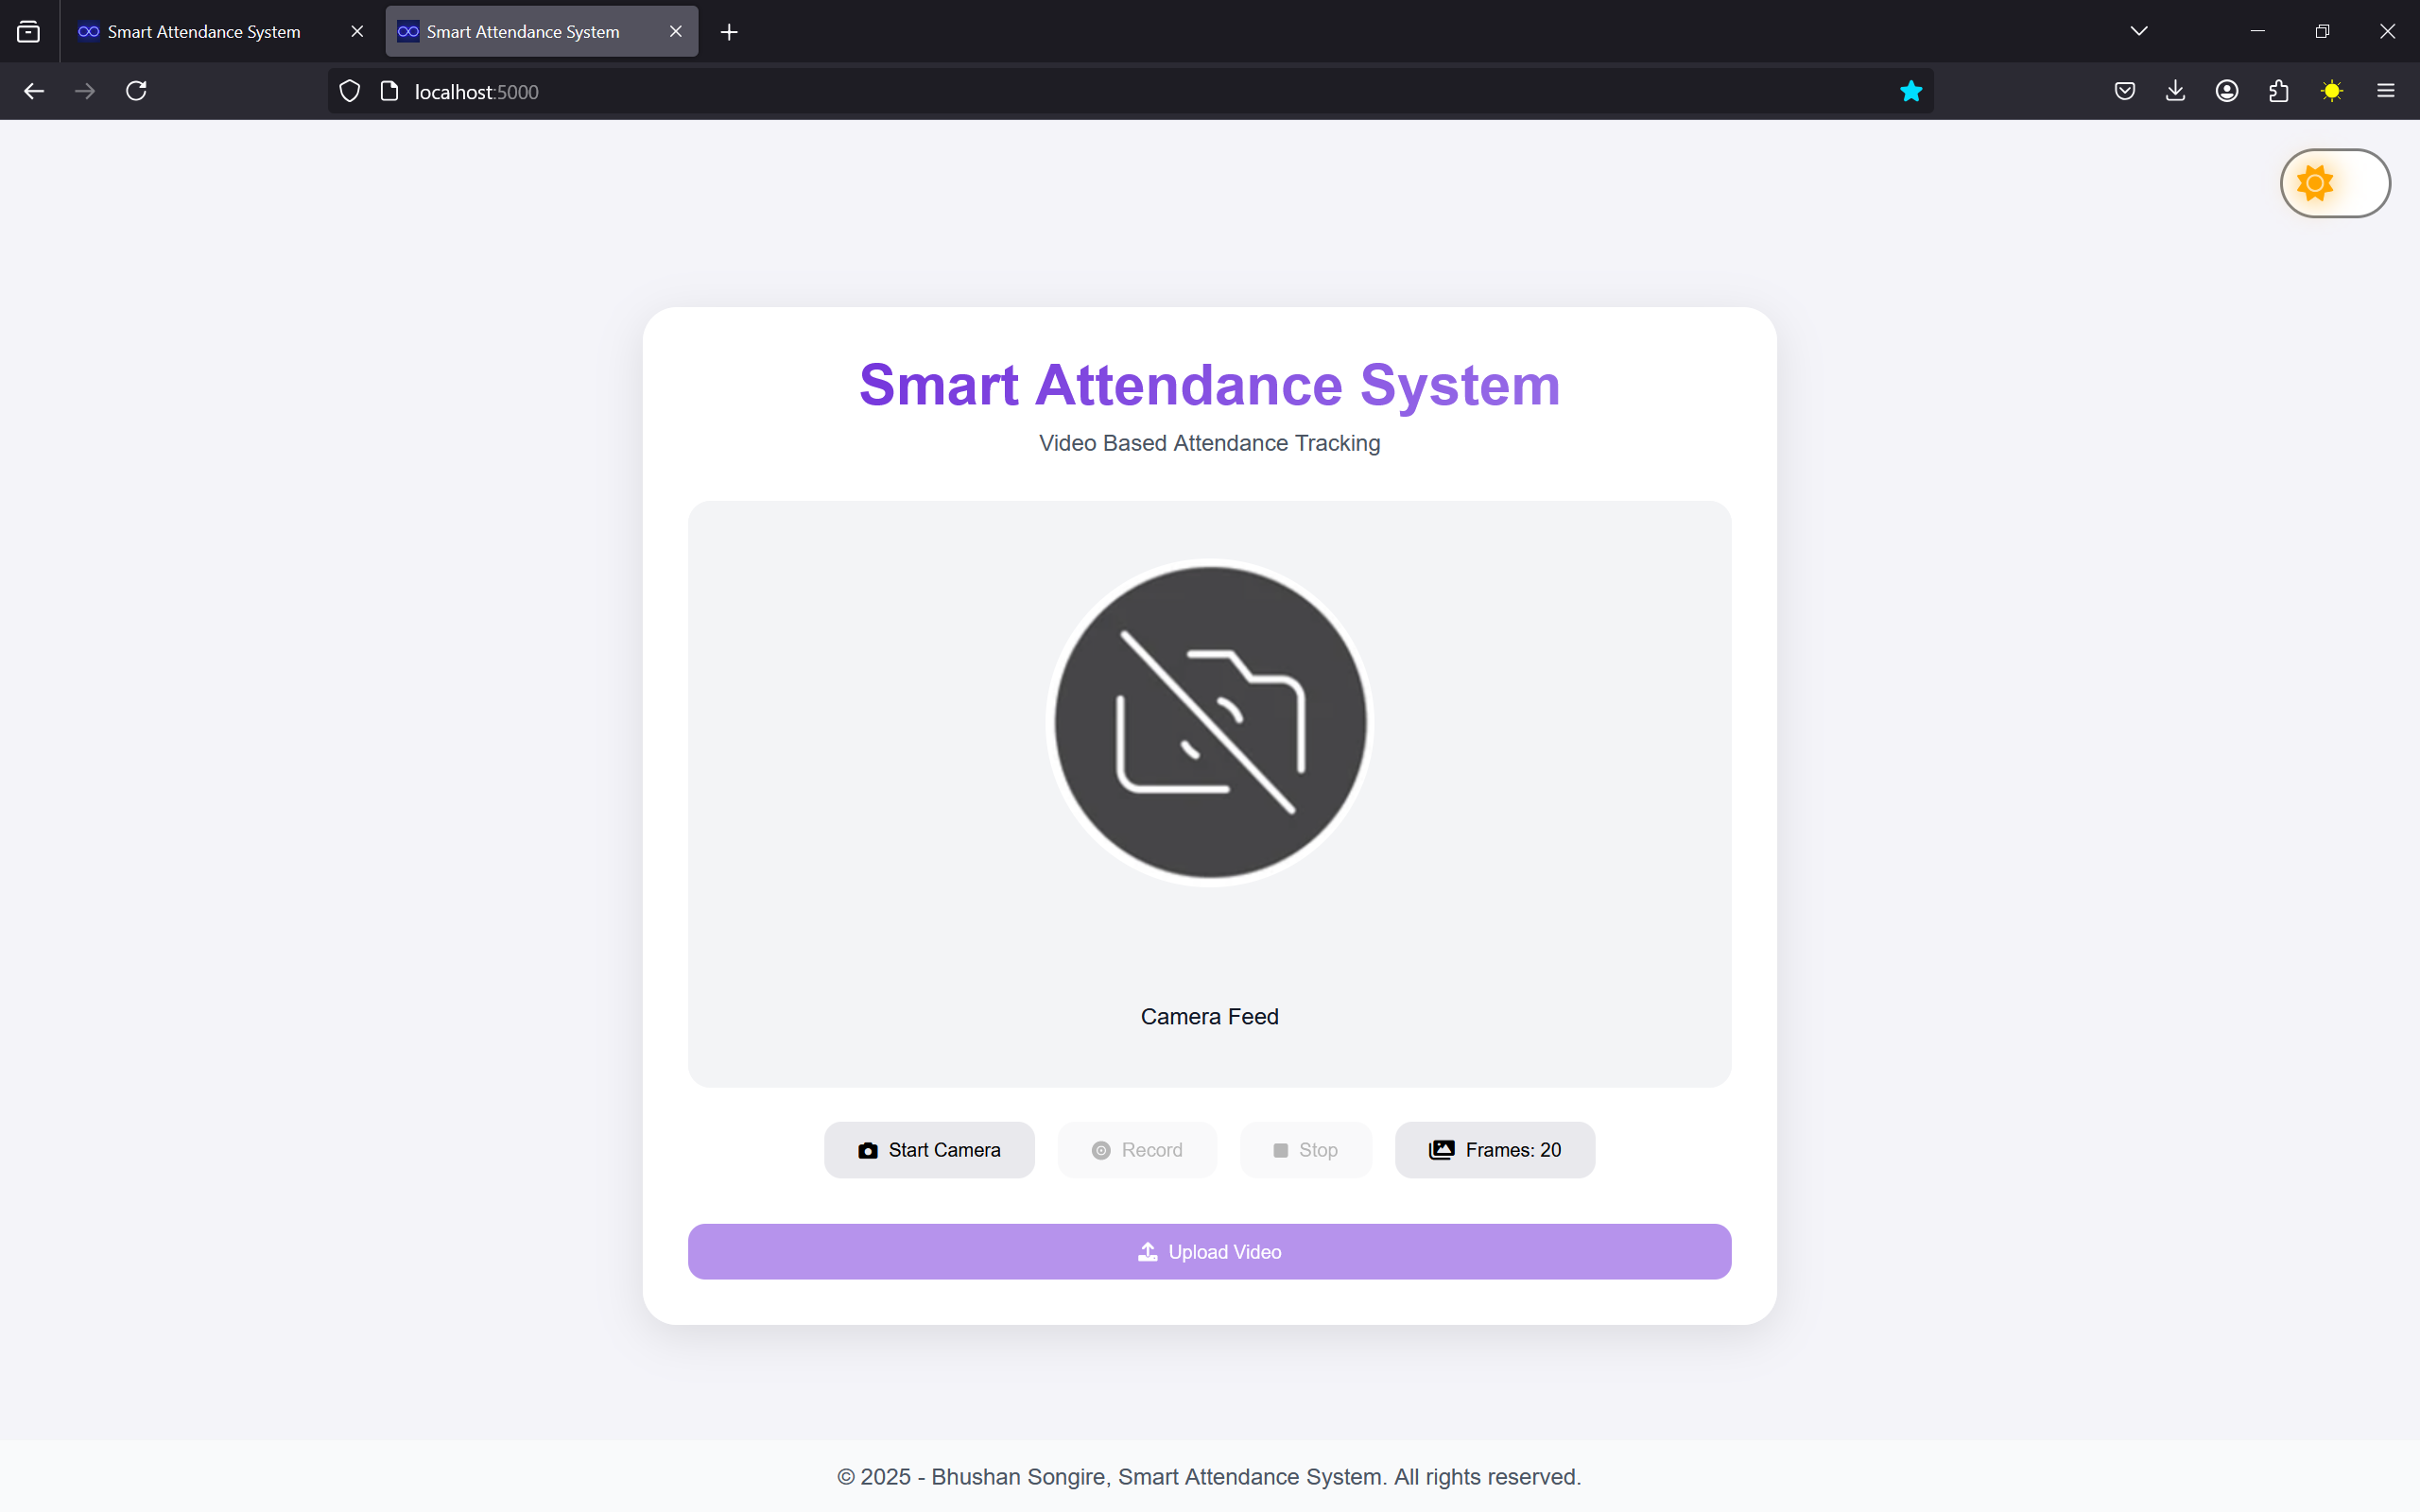 Smart Attendance System
Smart Attendance System
localhost:5000
Smart Attendance System
Video Based Attendance Tracking
Camera Feed
Start Camera
Record
Stop
Frames: 20
Upload Video
© 2025 - Bhushan Songire, Smart Attendance System. All rights reserved.